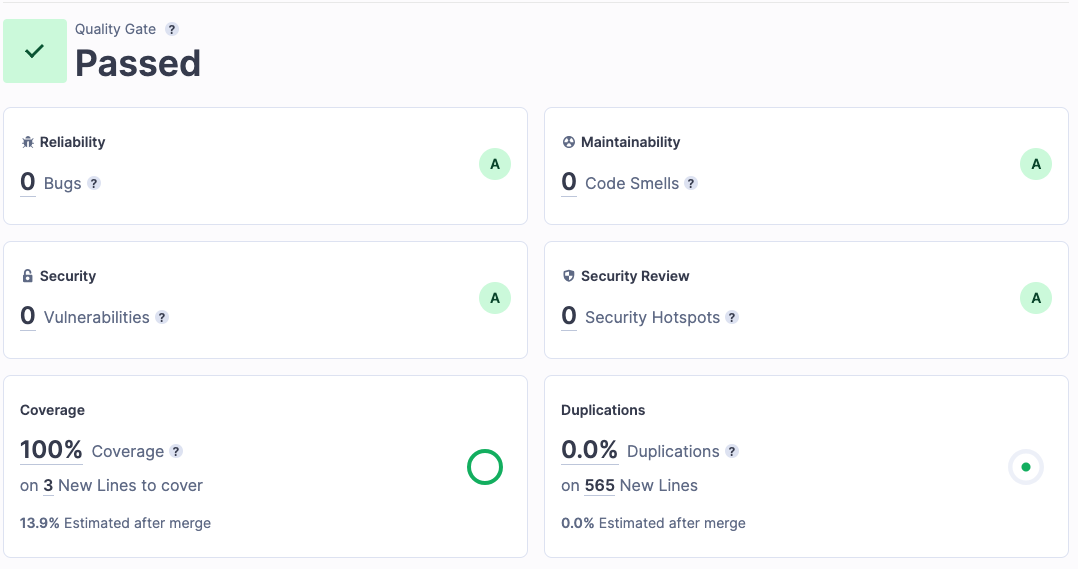 Quality Gate ?
Passed
Reliability
0 Bugs ?
A
Maintainability
0 Code Smells ?
A
Security
0 Vulnerabilities ?
A
Security Review
0 Security Hotspots ?
A
Coverage
100% Coverage ?
on 3 New Lines to cover
13.9% Estimated after merge
Duplications
0.0% Duplications ?
on 565 New Lines
0.0% Estimated after merge